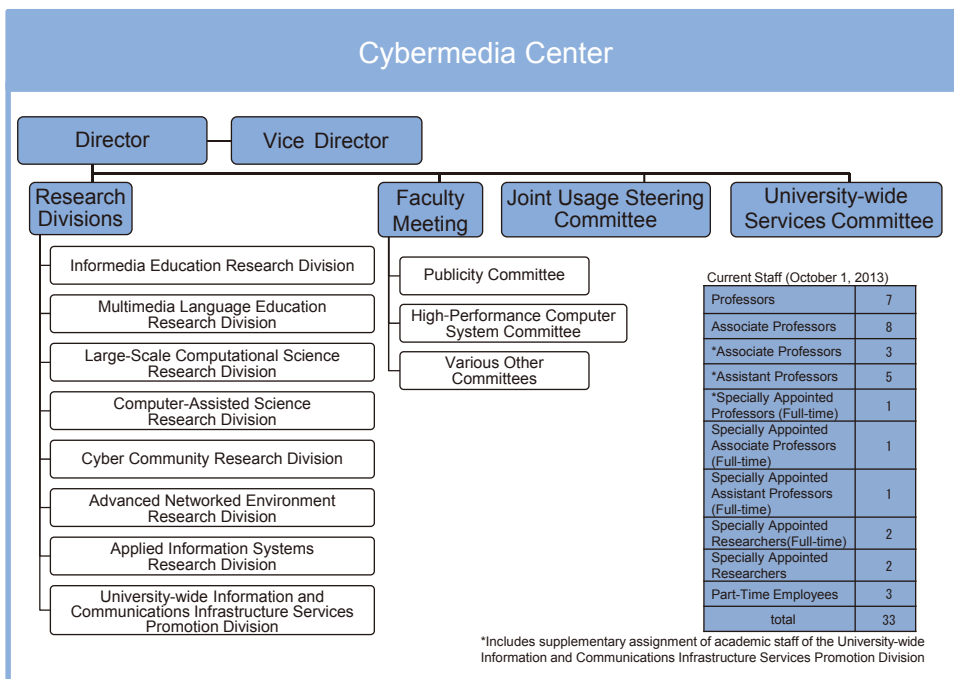 Cybermedia Center
Director
Vice Director
Research
Divisions
Faculty
Meeting
Joint Usage Steering
Committee
University-wide
Services Committee
Informedia Education Research Division
Multimedia Language Education
Research Division
Large-Scale Computational Science
Research Division
Computer-Assisted Science
Research Division
Cyber Community Research Division
Advanced Networked Environment
Research Division
Applied Information Systems
Research Division
University-wide Information and
Communications Infrastructure Services
Promotion Division
Publicity Committee
High-Performance Computer
System Committee
Various Other
Committees
Current Staff (October 1, 2013)
Professors 7
Associate Professors 8
*Associate Professors 3
*Assistant Professors 5
*Specially Appointed
Professors (Full-time) 1
Specially Appointed
Associate Professors 1
(Full-time)
Specially Appointed
Assistant Professors 1
(Full-time)
Specially Appointed
Researchers(Full-time) 2
Specially Appointed
Researchers 2
Part-Time Employees 3
total 33
*Includes supplementary assignment of academic staff of the University-wide
Information and Communications Infrastructure Services Promotion Division